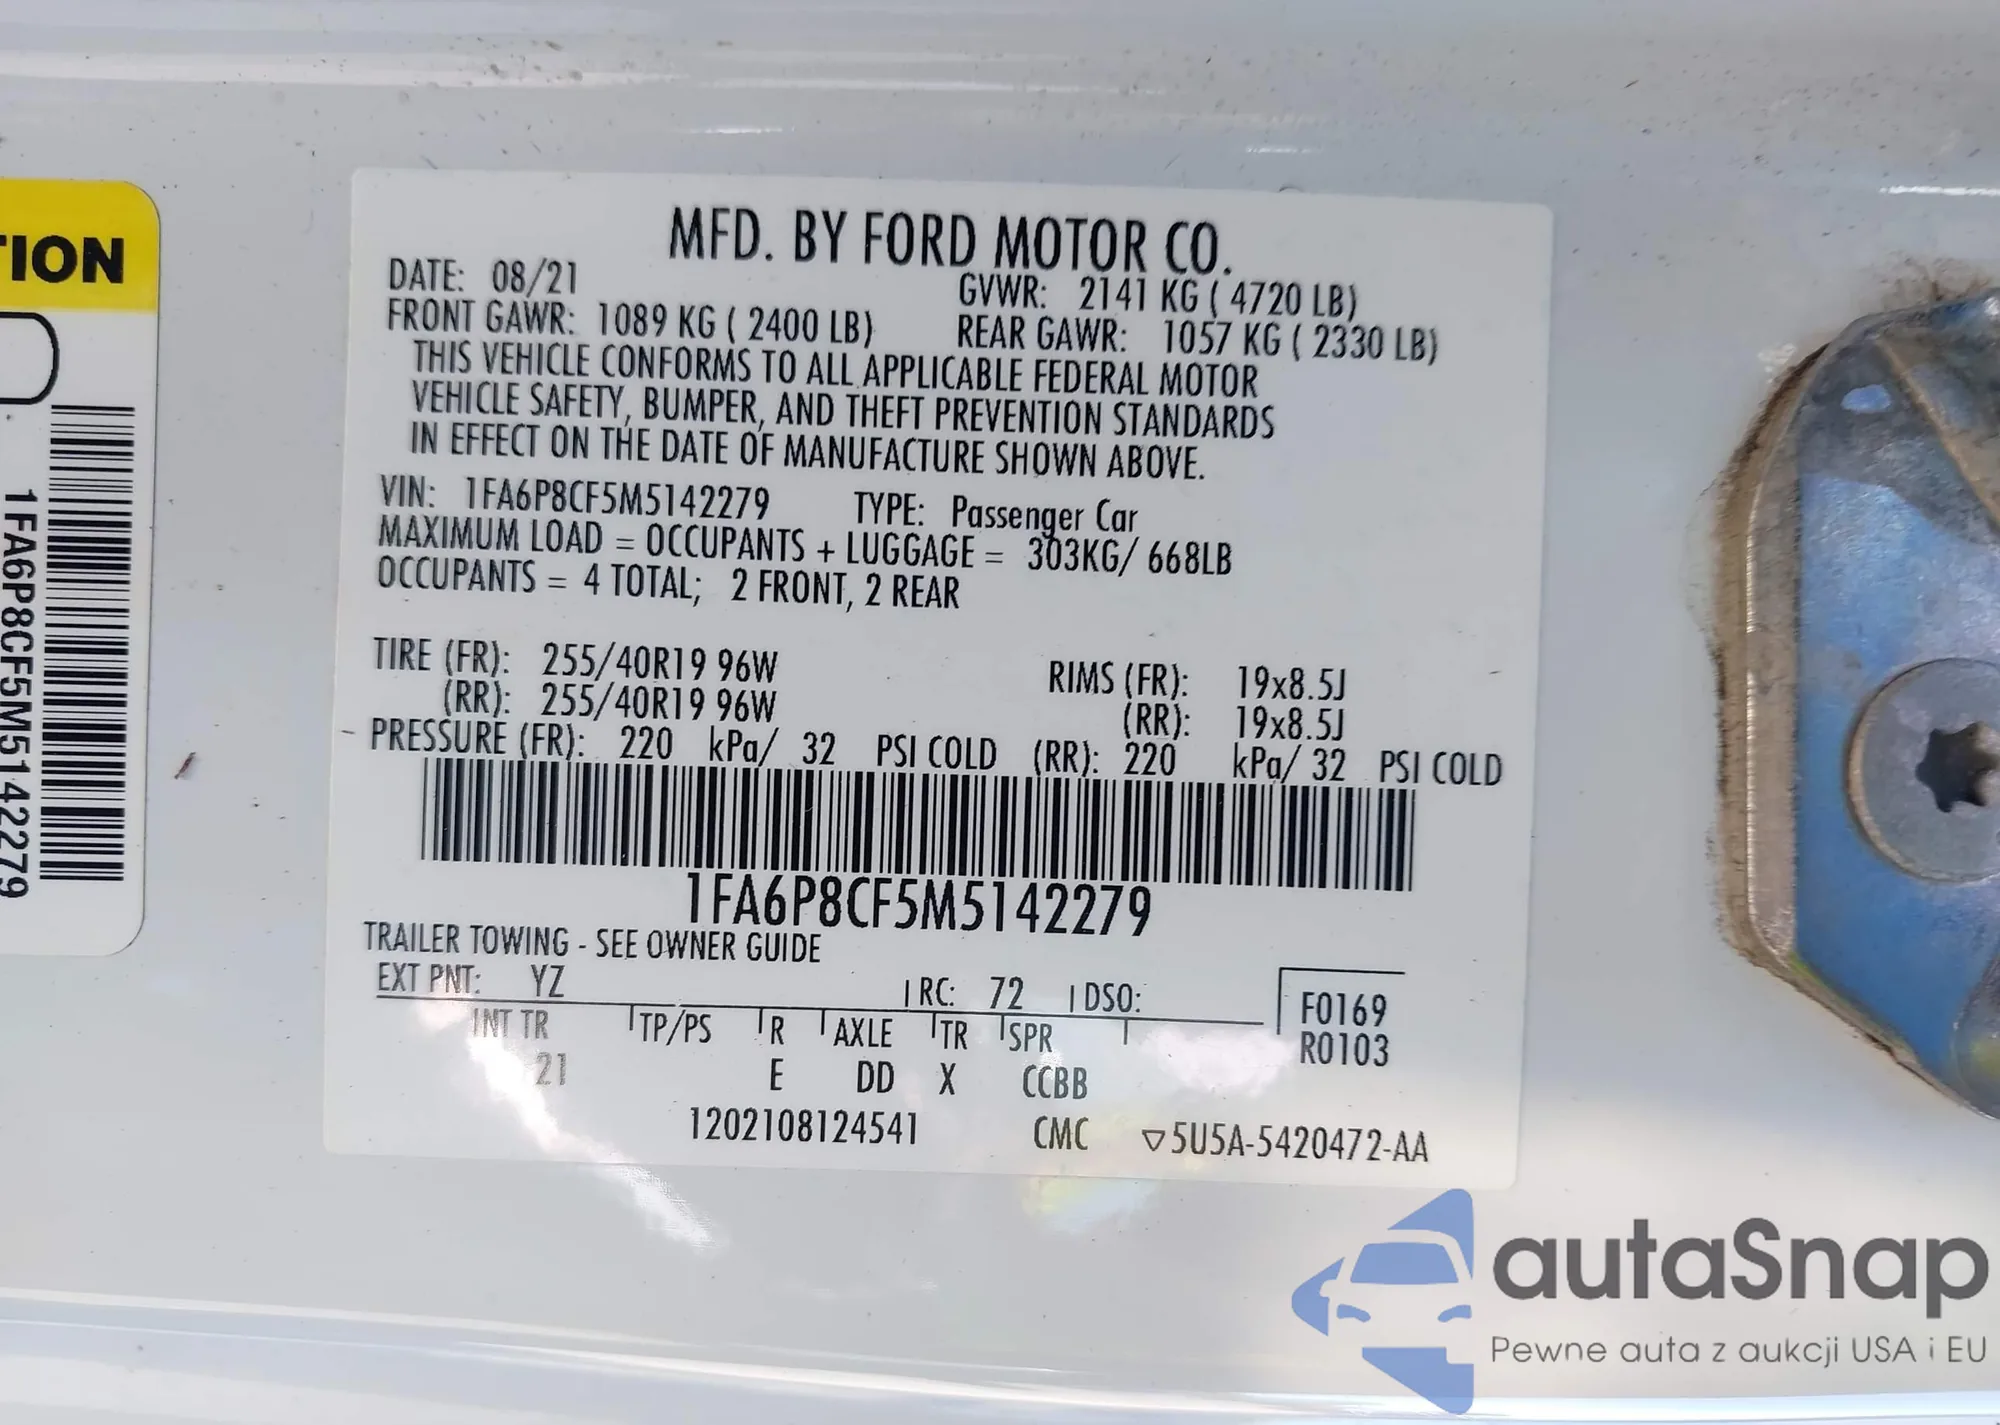 TION
1FA6P8CF5M5142279
MFD. BY FORD MOTOR CO.
DATE: 08/21 GVWR: 2141 KG ( 4720 LB)
FRONT GAWR: 1089 KG ( 2400 LB) REAR GAWR: 1057 KG ( 2330 LB)
THIS VEHICLE CONFORMS TO ALL APPLICABLE FEDERAL MOTOR
VEHICLE SAFETY, BUMPER, AND THEFT PREVENTION STANDARDS
IN EFFECT ON THE DATE OF MANUFACTURE SHOWN ABOVE.
VIN: 1FA6P8CF5M5142279 TYPE: Passenger Car
MAXIMUM LOAD = OCCUPANTS + LUGGAGE = 303KG/ 668LB
OCCUPANTS = 4 TOTAL; 2 FRONT, 2 REAR
TIRE (FR): 255/40R19 96W RIMS (FR): 19x8.5J
(RR): 255/40R19 96W (RR): 19x8.5J
PRESSURE (FR): 220 kPa/ 32 PSI COLD (RR): 220 kPa/ 32 PSI COLD
1FA6P8CF5M5142279
TRAILER TOWING - SEE OWNER GUIDE
EXT PNT: YZ RC: 72 DSO:
INT TR TP/PS R AXLE TR SPR
21 E DD X CCBB
F0169
R0103
1202108124541 CMC ▽5U5A-5420472-AA
autaSnap
Pewne auta z aukcji USA i EU